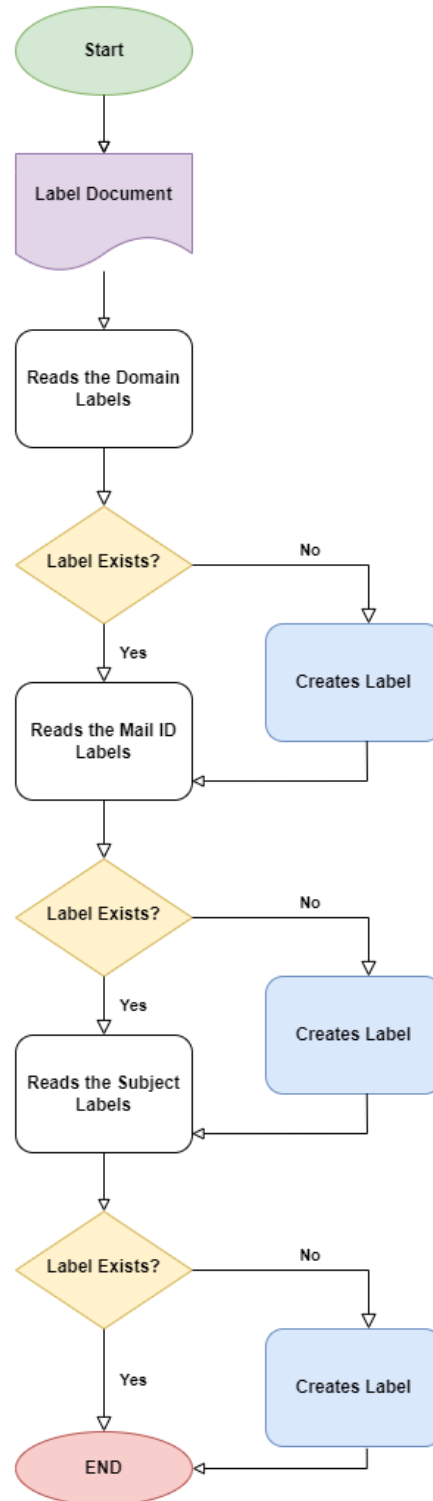 Start
Label Document
Reads the Domain
Labels
Label Exists?
No
Yes
Creates Label
Reads the Mail ID
Labels
Label Exists?
No
Yes
Creates Label
Reads the Subject
Labels
Label Exists?
No
Yes
Creates Label
END